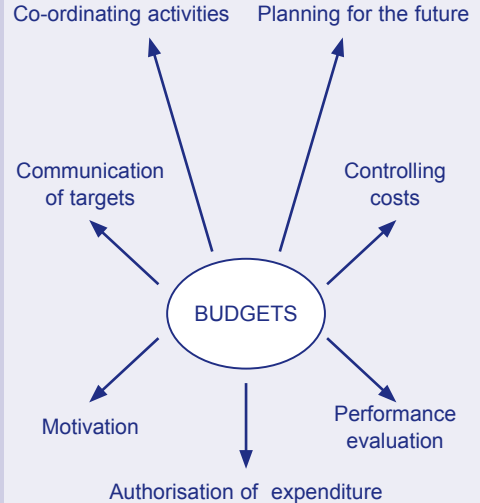 Co-ordinating activities
Planning for the future
Communication
of targets
Controlling
costs
BUDGETS
Motivation
Performance
evaluation
Authorisation of expenditure